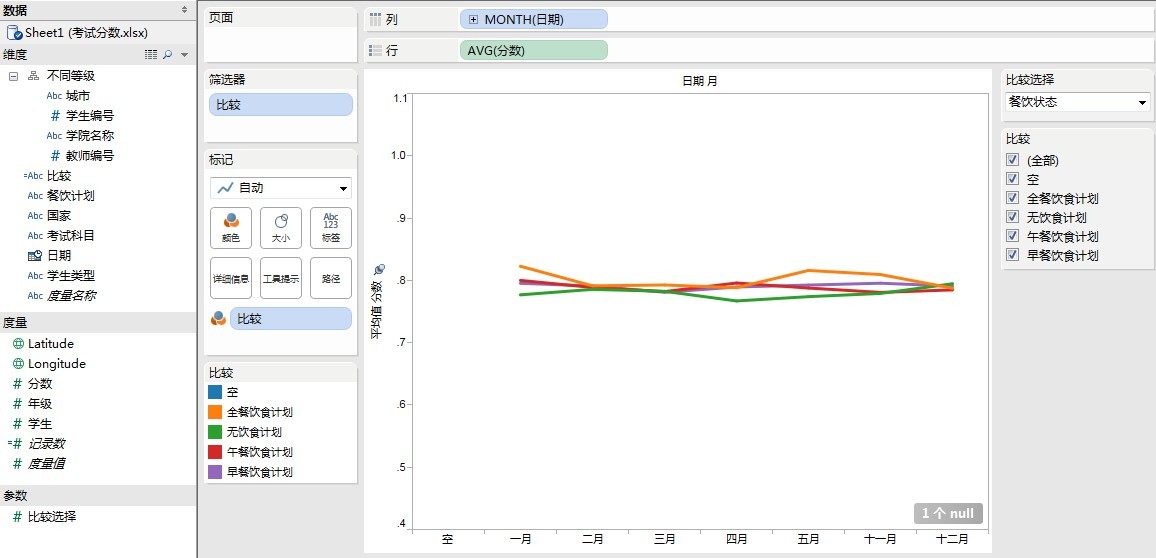 数据
Sheet1 (考试分数.xlsx)
维度
不同等级
Abc 城市
# 学生编号
Abc 学院名称
# 教师编号
=Abc 比较
Abc 餐饮计划
Abc 国家
Abc 考试科目
日期
Abc 学生类型
Abc 度量名称
度量
Latitude
Longitude
# 分数
# 年级
# 学生
=# 记录数
# 度量值
参数
# 比较选择
页面
筛选器
比较
标记
自动
颜色
大小
Abc
123
标签
详细信息
工具提示
路径
比较
比较
空
全餐饮食计划
无饮食计划
午餐饮食计划
早餐饮食计划
列
MONTH(日期)
行
AVG(分数)
日期 月
平均值 分数
1.1
1.0
.9
.8
.7
.6
.5
.4
空
一月
二月
三月
四月
五月
十一月
十二月
1 个 null
比较选择
餐饮状态
比较
(全部)
空
全餐饮食计划
无饮食计划
午餐饮食计划
早餐饮食计划